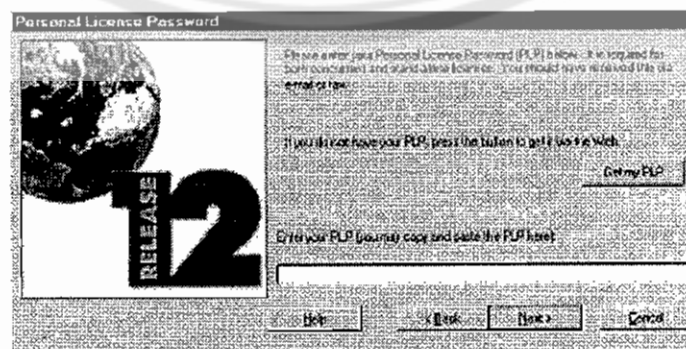 Personal License Password
Please enter your Personal License Password (PLP) below. It is required for
both concurrent and stand alone licenses. You should have received this via
e-mail or fax.
If you do not have your PLP, press the button to get it via the Web.
Get my PLP
RELEASE
12
Enter your PLP (you may copy and paste the PLP here):
Help
< Back
Next >
Cancel